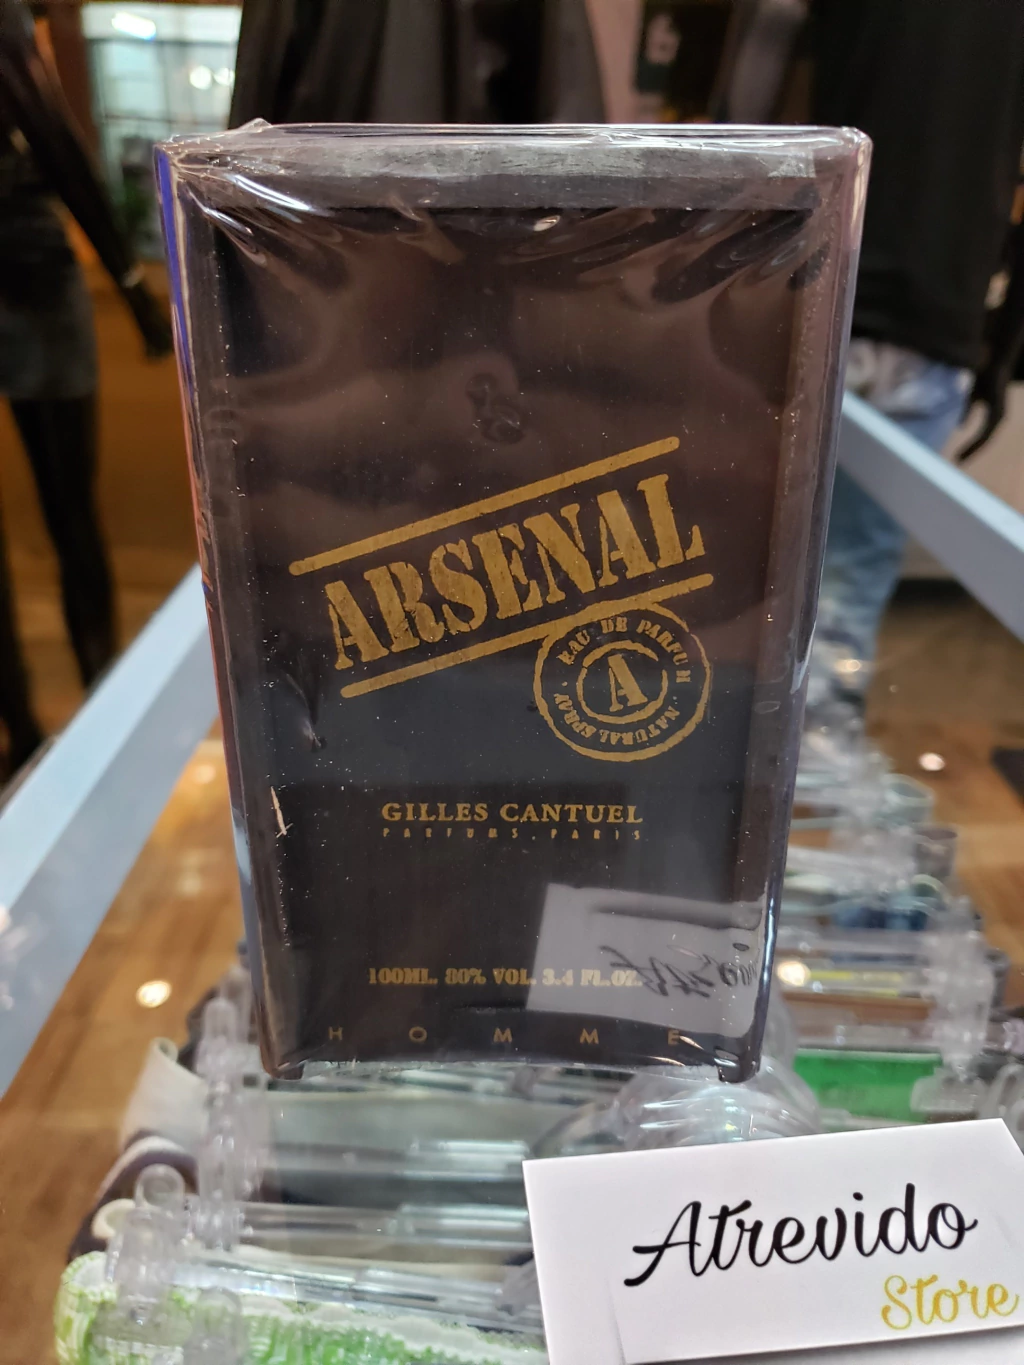 ARSENAL
EAU DE PARFUM
A
NATURAL SPRAY
GILLES CANTUEL
PARFUMS PARIS
100ML. 80% VOL. 3.4 FL.OZ.
HOMME
Atrevido
Store